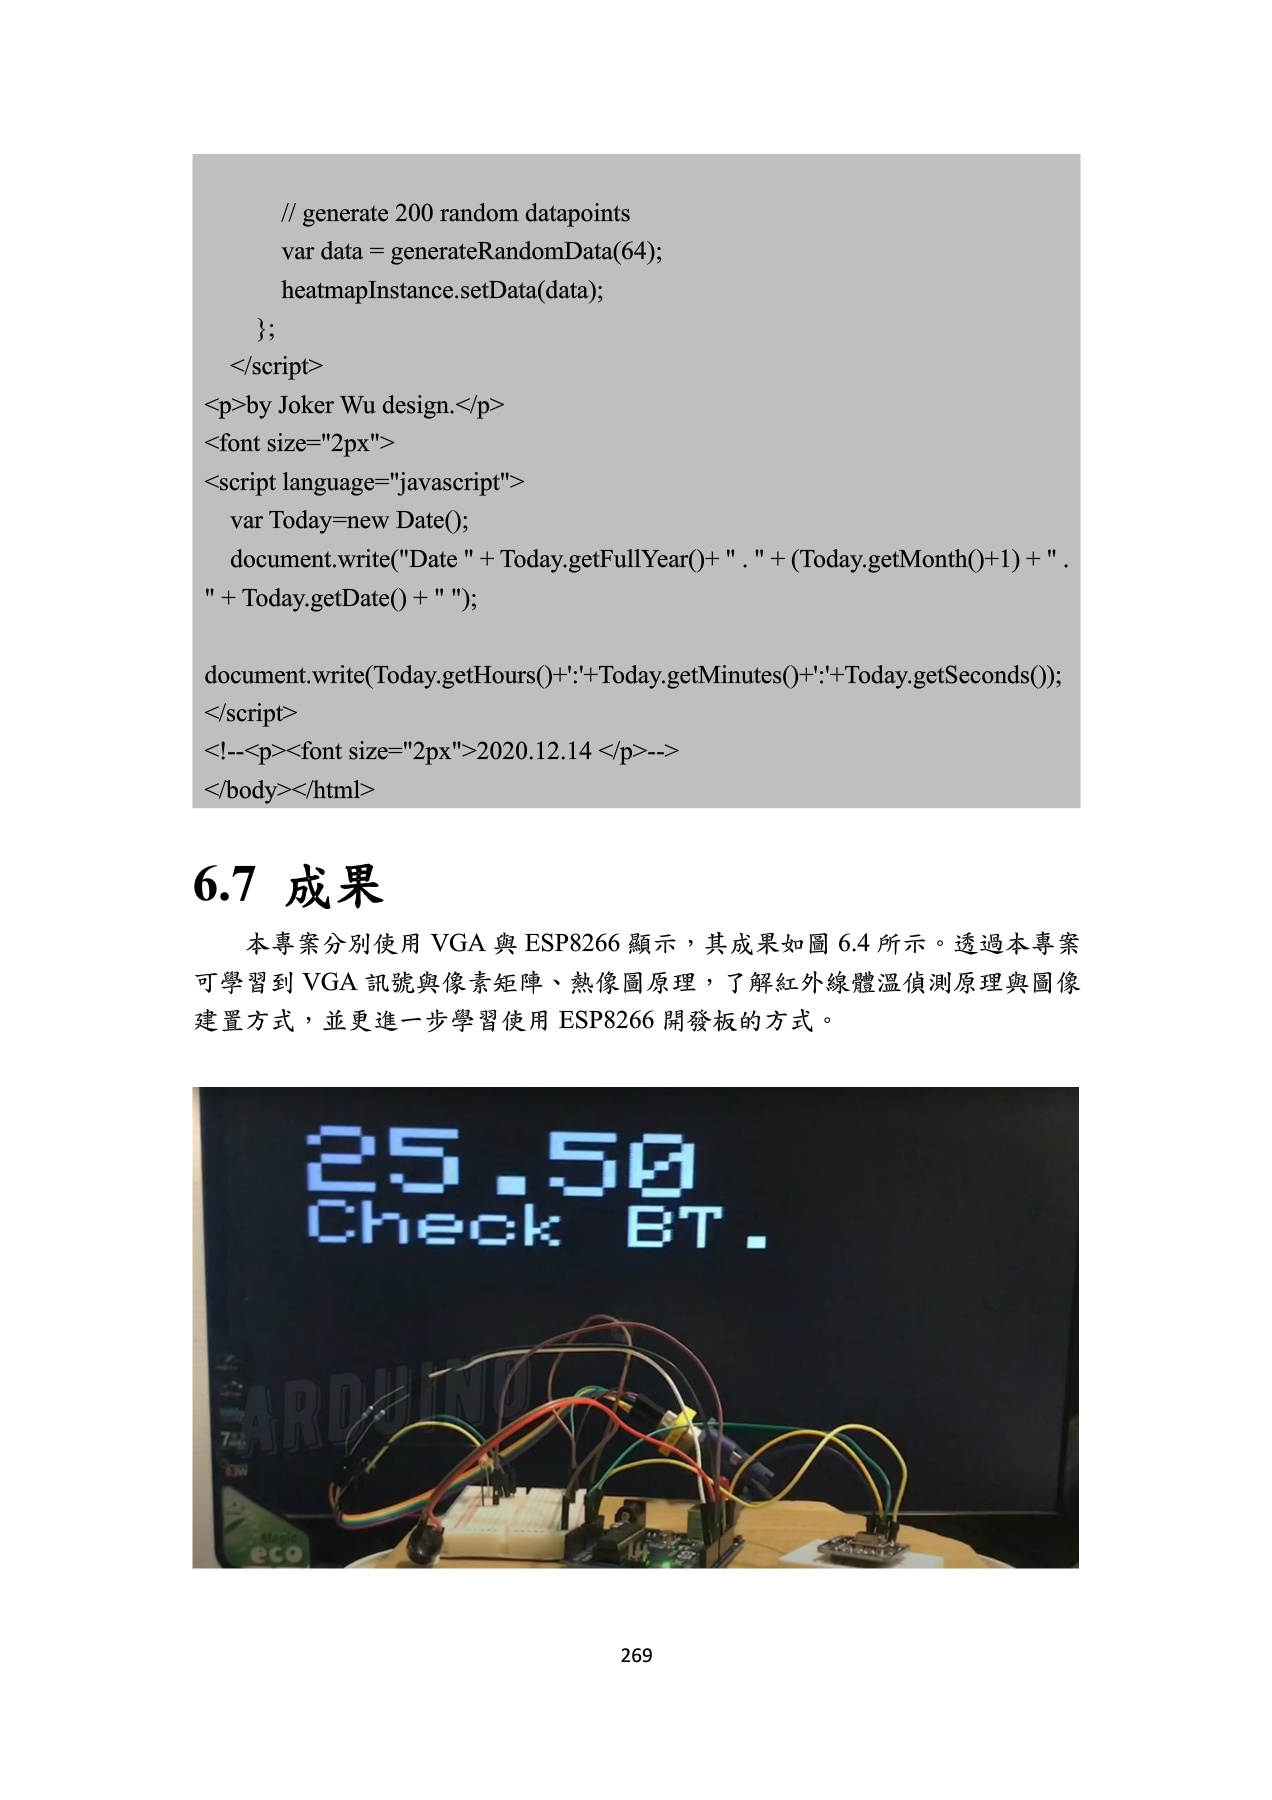 // generate 200 random datapoints
var data = generateRandomData(64);
heatmapInstance.setData(data);
};
</script>
<p>by Joker Wu design.</p>
<font size="2px">
<script language="javascript">
var Today=new Date();
document.write("Date " + Today.getFullYear()+ " . " + (Today.getMonth()+1) + " .
" + Today.getDate() + " ");
document.write(Today.getHours()+':'+Today.getMinutes()+':'+Today.getSeconds());
</script>
<!--<p><font size="2px">2020.12.14 </p>-->
</body></html>
6.7 成果
本專案分別使用 VGA 與 ESP8266 顯示，其成果如圖 6.4 所示。透過本專案
可學習到 VGA 訊號與像素矩陣、熱像圖原理，了解紅外線體溫偵測原理與圖像
建置方式，並更進一步學習使用 ESP8266 開發板的方式。
25.50
Check BT.
ARDUINO
Magic
eco
269